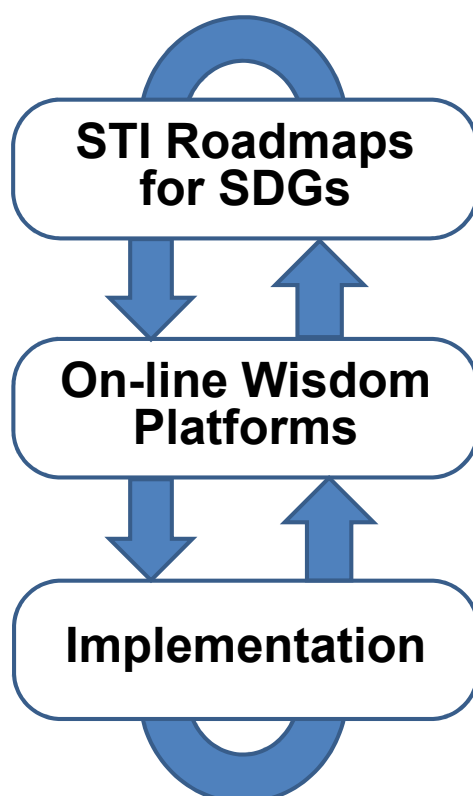 STI Roadmaps
for SDGs
On-line Wisdom
Platforms
Implementation